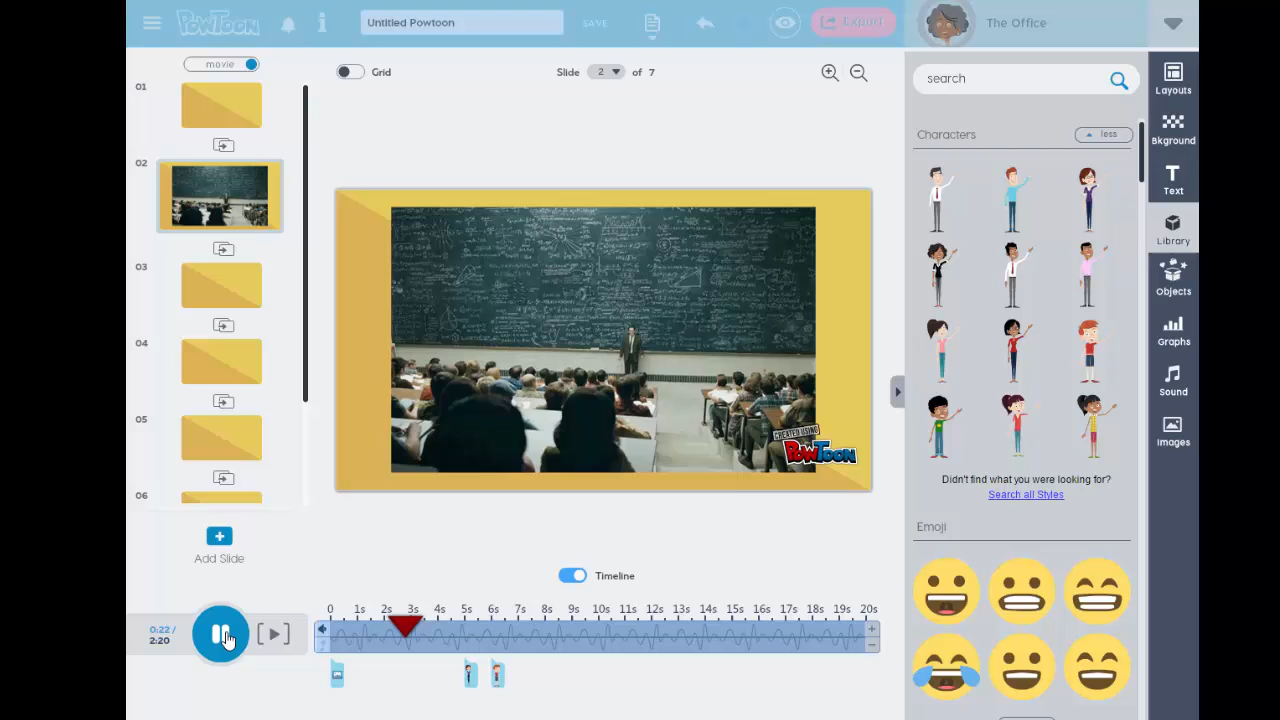 POWTOON
i
Untitled Powtoon
SAVE
Export
The Office
movie
Grid
Slide 2 of 7
search
Layouts
Bkground
Text
Library
Objects
Graphs
Sound
Images
Characters
less
01
02
03
04
05
06
CREATED USING
POWTOON
Didn't find what you were looking for?
Search all Styles
Emoji
Add Slide
Timeline
0 1s 2s 3s 4s 5s 6s 7s 8s 9s 10s 11s 12s 13s 14s 15s 16s 17s 18s 19s 20s
0:22 /
2:20